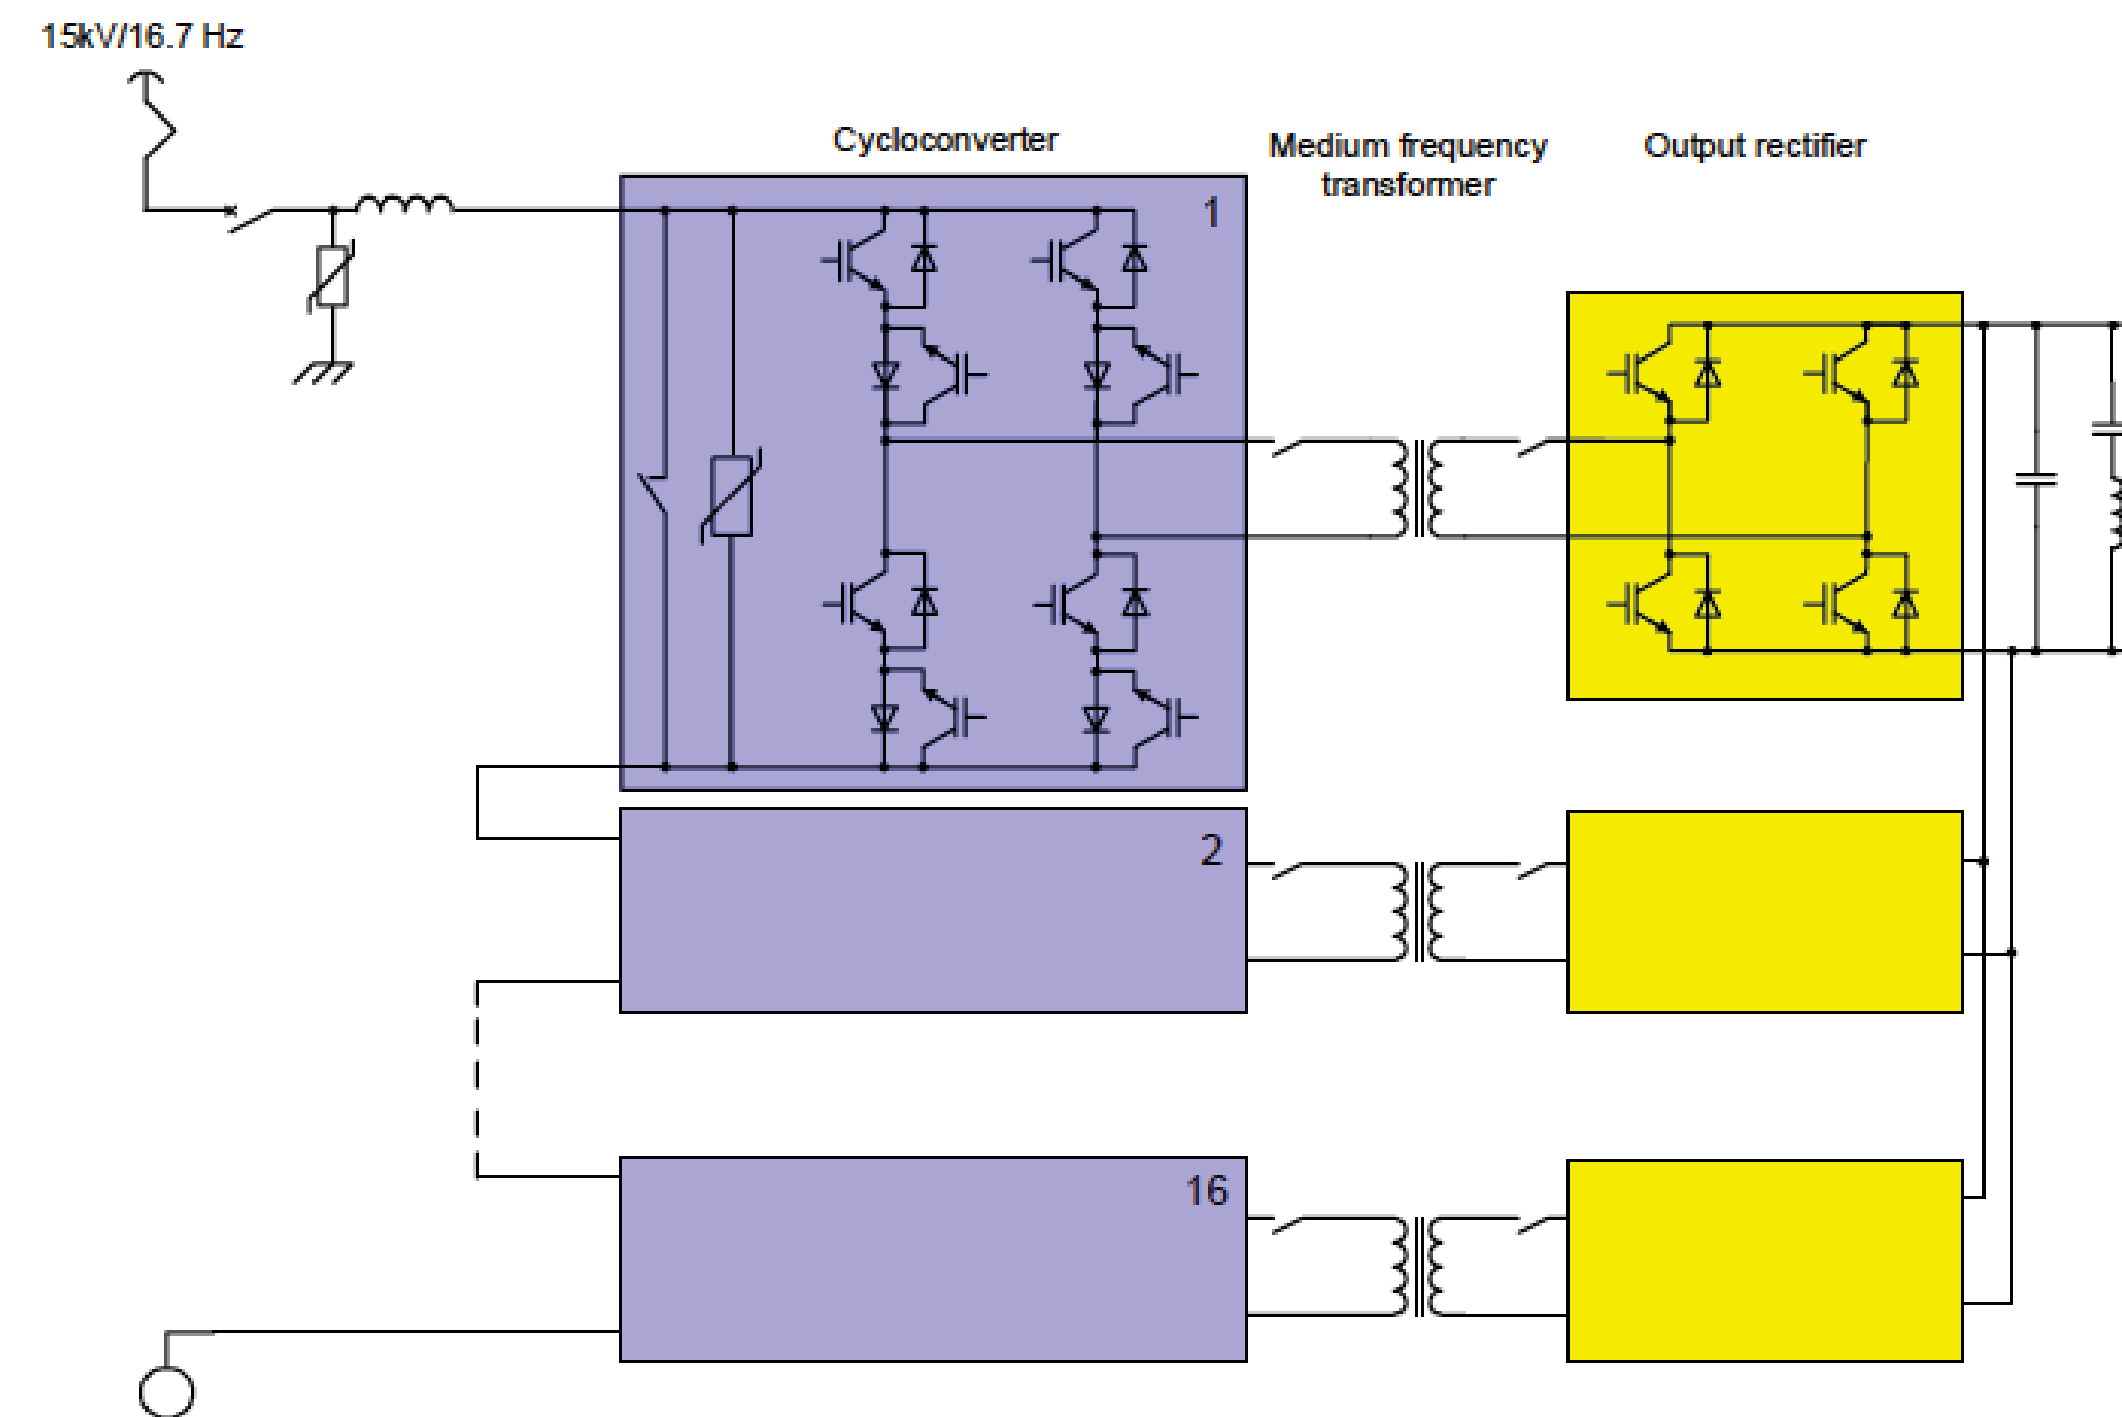 15kV/16.7 Hz
Cycloconverter
Medium frequency
transformer
Output rectifier
1
2
16